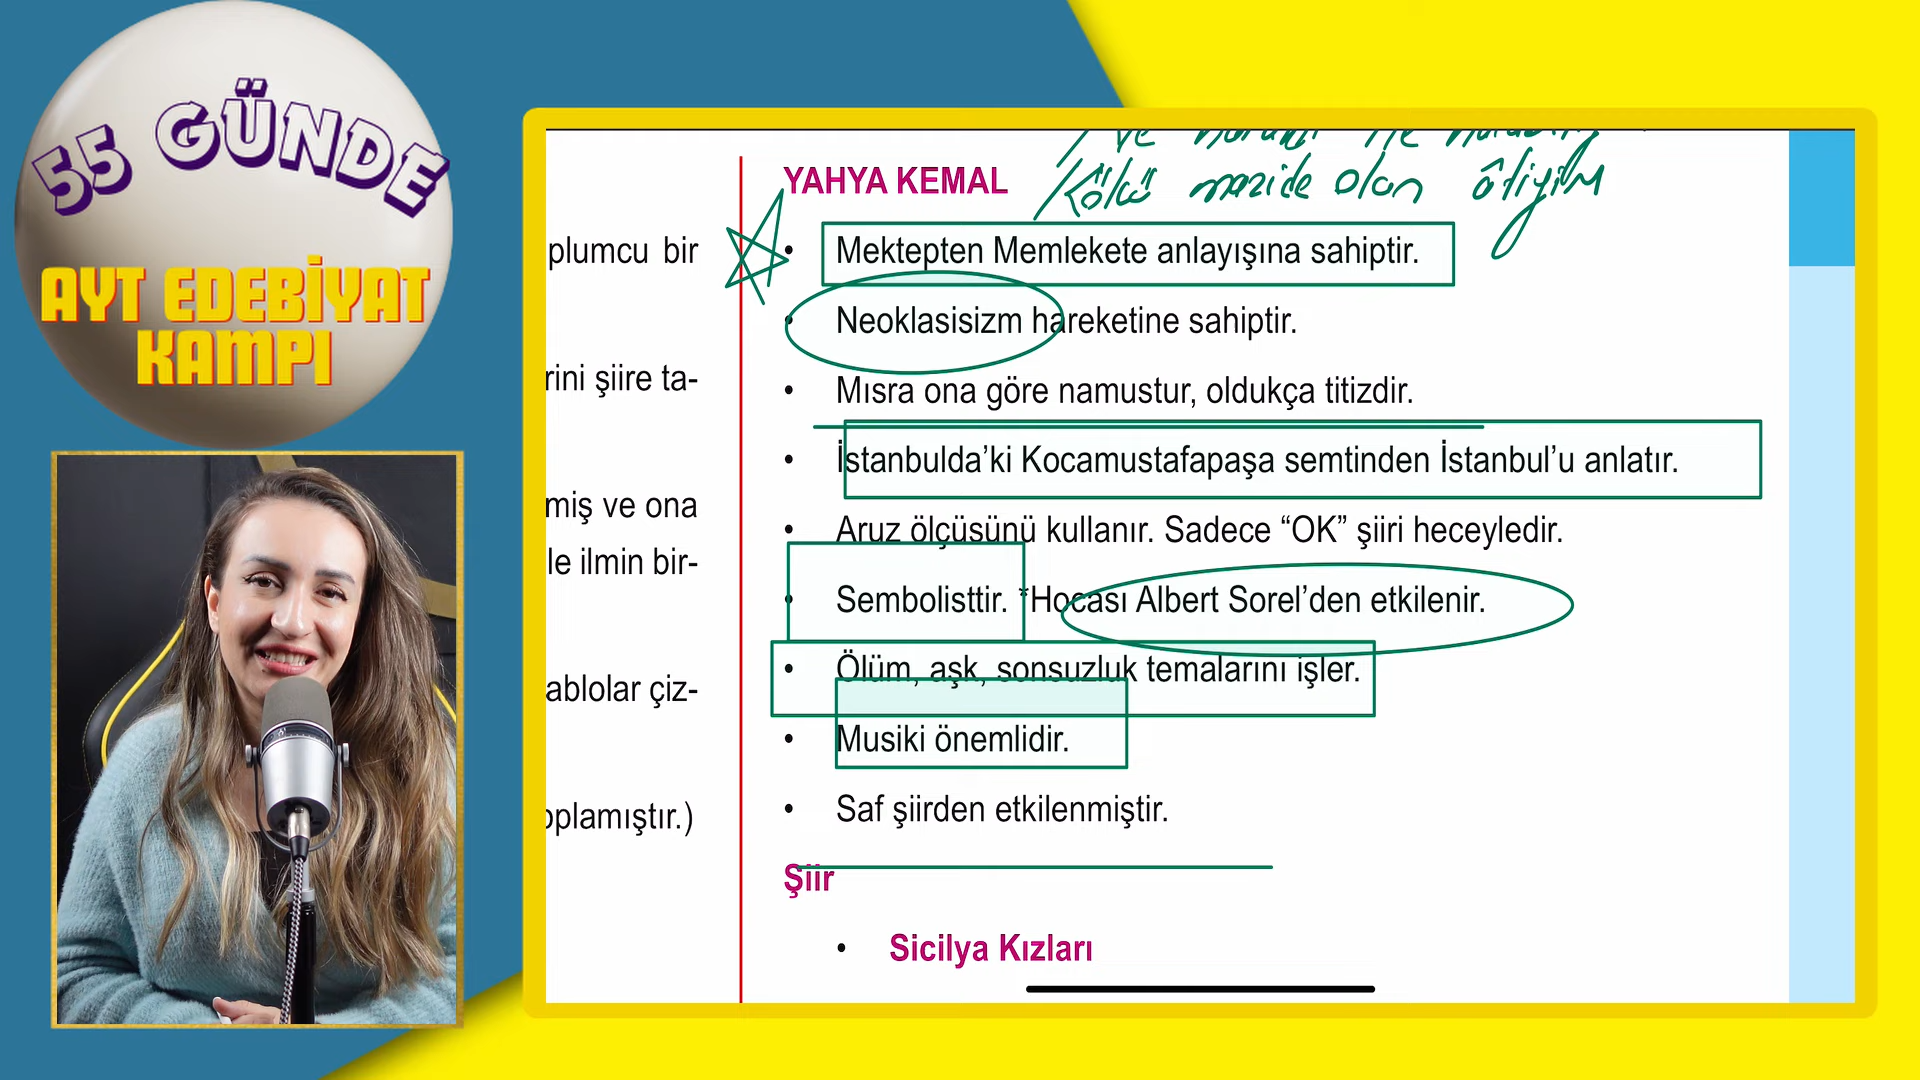 55 GÜNDE
AYT EDEBİYAT
KAMPI
plumcu bir
rini şiire ta-
miş ve ona
le ilmin bir-
ablolar çiz-
plamıştır.)
ve
Kökü mazide olan âtiyim
YAHYA KEMAL
• Mektepten Memlekete anlayışına sahiptir.
• Neoklasisizm hareketine sahiptir.
• Mısra ona göre namustur, oldukça titizdir.
• İstanbulda’ki Kocamustafapaşa semtinden İstanbul’u anlatır.
• Aruz ölçüsünü kullanır. Sadece “OK” şiiri heceyledir.
• Sembolisttir. *Hocası Albert Sorel’den etkilenir.
• Ölüm, aşk, sonsuzluk temalarını işler.
• Musiki önemlidir.
• Saf şiirden etkilenmiştir.
Şiir
• Sicilya Kızları